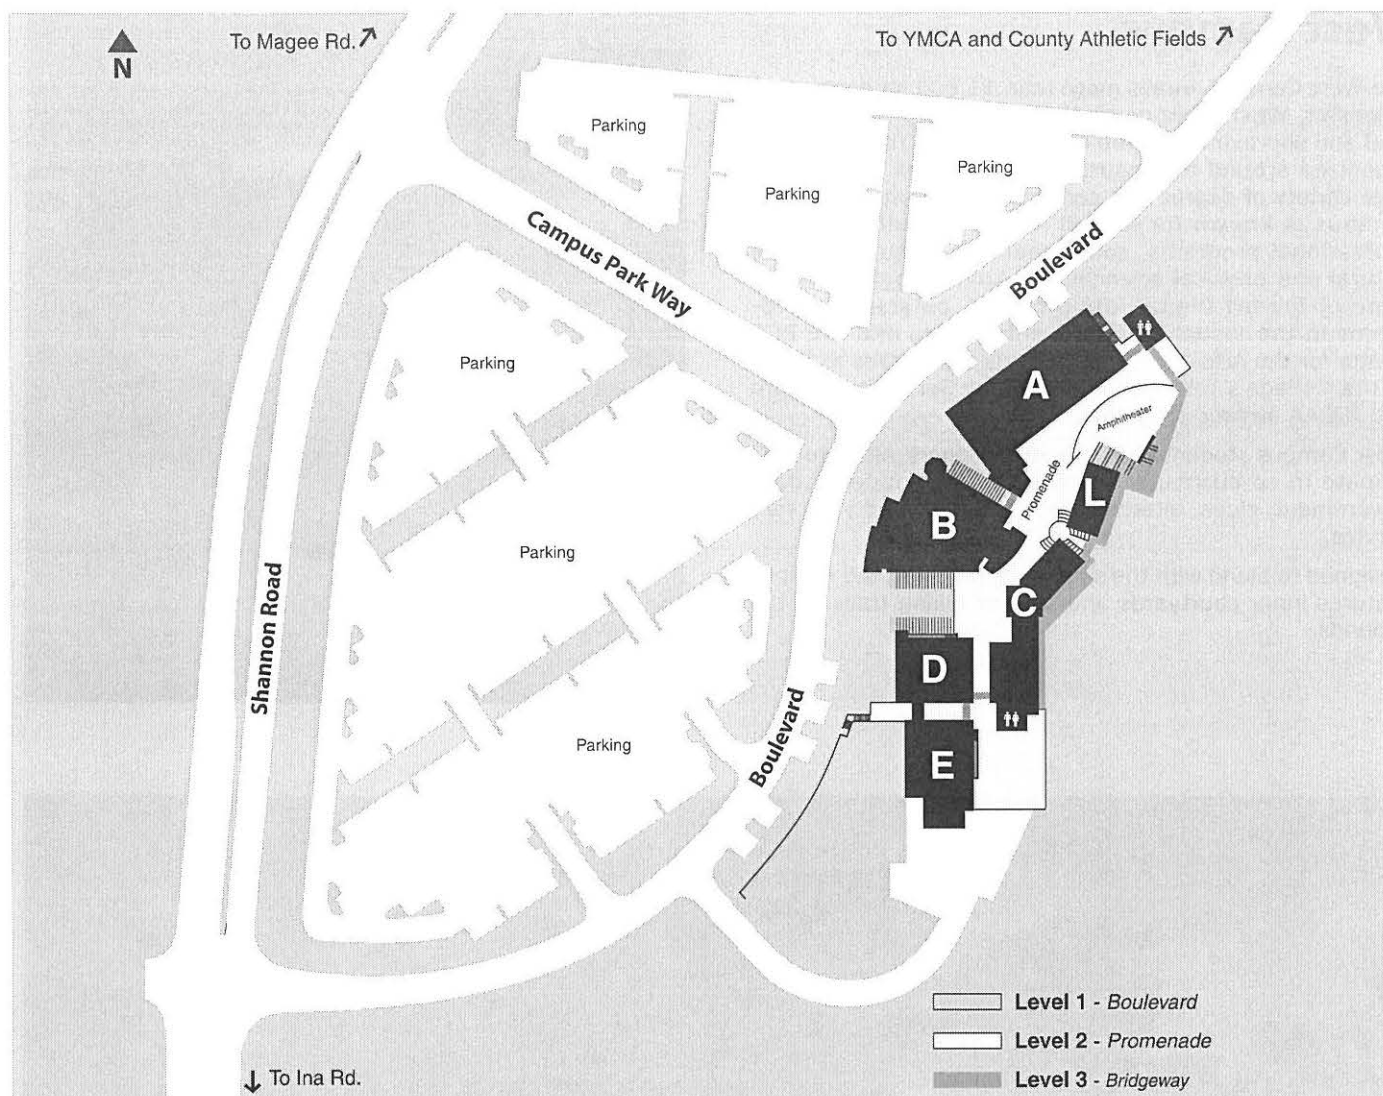 To Magee Rd.
To YMCA and County Athletic Fields
N
Parking
Parking
Parking
Campus Park Way
Boulevard
Parking
A
Amphitheater
Promenade
L
B
Parking
C
Shannon Road
D
Boulevard
Parking
E
Level 1 - Boulevard
Level 2 - Promenade
Level 3 - Bridgeway
To Ina Rd.